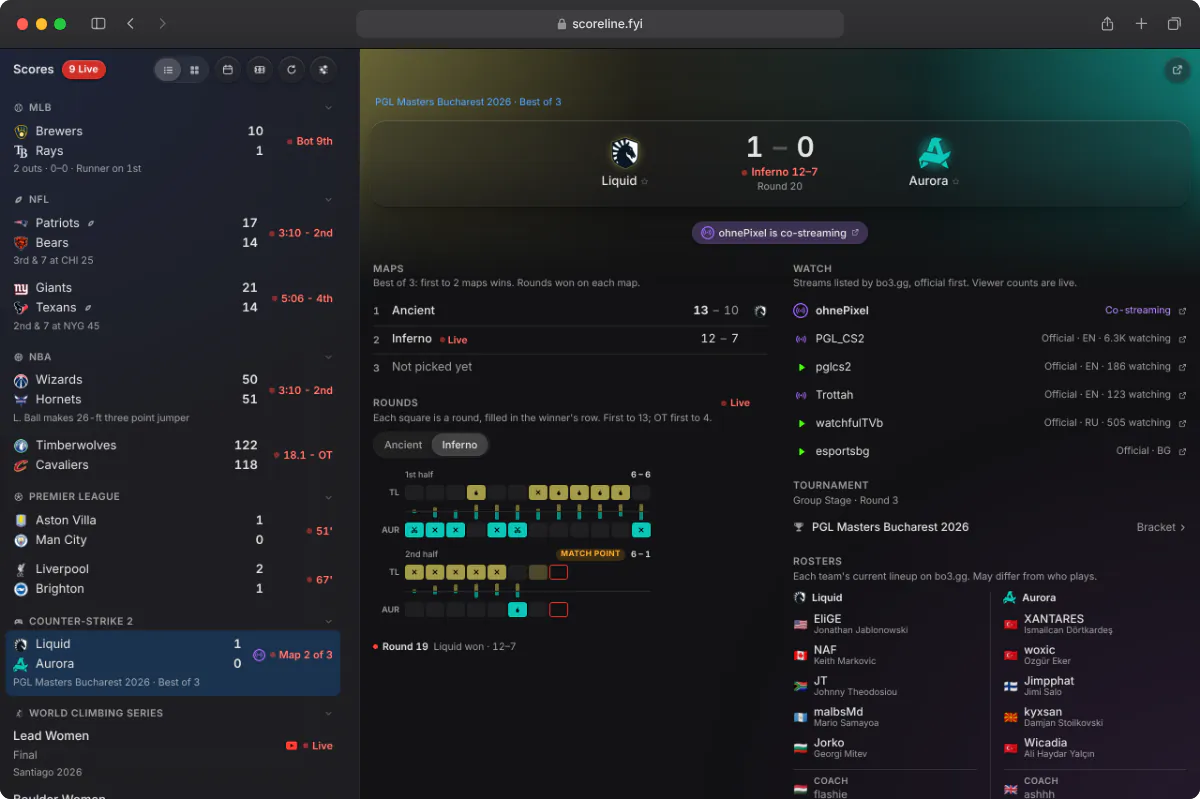 scoreline.fyi
Scores
9 Live
MLB
Brewers 10
Rays 1
Bot 9th
2 outs · 0–0 · Runner on 1st
NFL
Patriots 17
Bears 14
3:10 - 2nd
3rd & 7 at CHI 25
Giants 21
Texans 14
5:06 - 4th
2nd & 7 at NYG 45
NBA
Wizards 50
Hornets 51
3:10 - 2nd
L. Ball makes 26-ft three point jumper
Timberwolves 122
Cavaliers 118
18.1 - OT
PREMIER LEAGUE
Aston Villa 1
Man City 0
51'
Liverpool 2
Brighton 1
67'
COUNTER-STRIKE 2
Liquid 1
Aurora 0
Map 2 of 3
PGL Masters Bucharest 2026 · Best of 3
WORLD CLIMBING SERIES
Lead Women
Final
Live
Santiago 2026
Boulder Women
PGL Masters Bucharest 2026 · Best of 3
Liquid
1 – 0
Inferno 12–7
Round 20
Aurora
ohnePixel is co-streaming
MAPS
Best of 3: first to 2 maps wins. Rounds won on each map.
1 Ancient 13 – 10
2 Inferno Live 12 – 7
3 Not picked yet
ROUNDS
Live
Each square is a round, filled in the winner's row. First to 13; OT first to 4.
Ancient Inferno
1st half 6–6
TL
AUR
2nd half MATCH POINT 6–1
TL
AUR
Round 19 Liquid won · 12–7
WATCH
Streams listed by bo3.gg, official first. Viewer counts are live.
ohnePixel Co-streaming
PGL_CS2 Official · EN · 6.3K watching
pglcs2 Official · EN · 186 watching
Trottah Official · EN · 123 watching
watchfulTVb Official · RU · 505 watching
esportsbg Official · BG
TOURNAMENT
Group Stage · Round 3
PGL Masters Bucharest 2026 Bracket
ROSTERS
Each team's current lineup on bo3.gg. May differ from who plays.
Liquid
EliGE
Jonathan Jablonowski
NAF
Keith Markovic
JT
Johnny Theodosiou
malbsMd
Mario Samayoa
Jorko
Georgi Mitev
COACH
flashie
Aurora
XANTARES
Ismailcan Dörtkardeş
woxic
Özgür Eker
Jimpphat
Jimi Salo
kyxsan
Damjan Stoilkovski
Wicadia
Ali Haydar Yalçın
COACH
ashhh